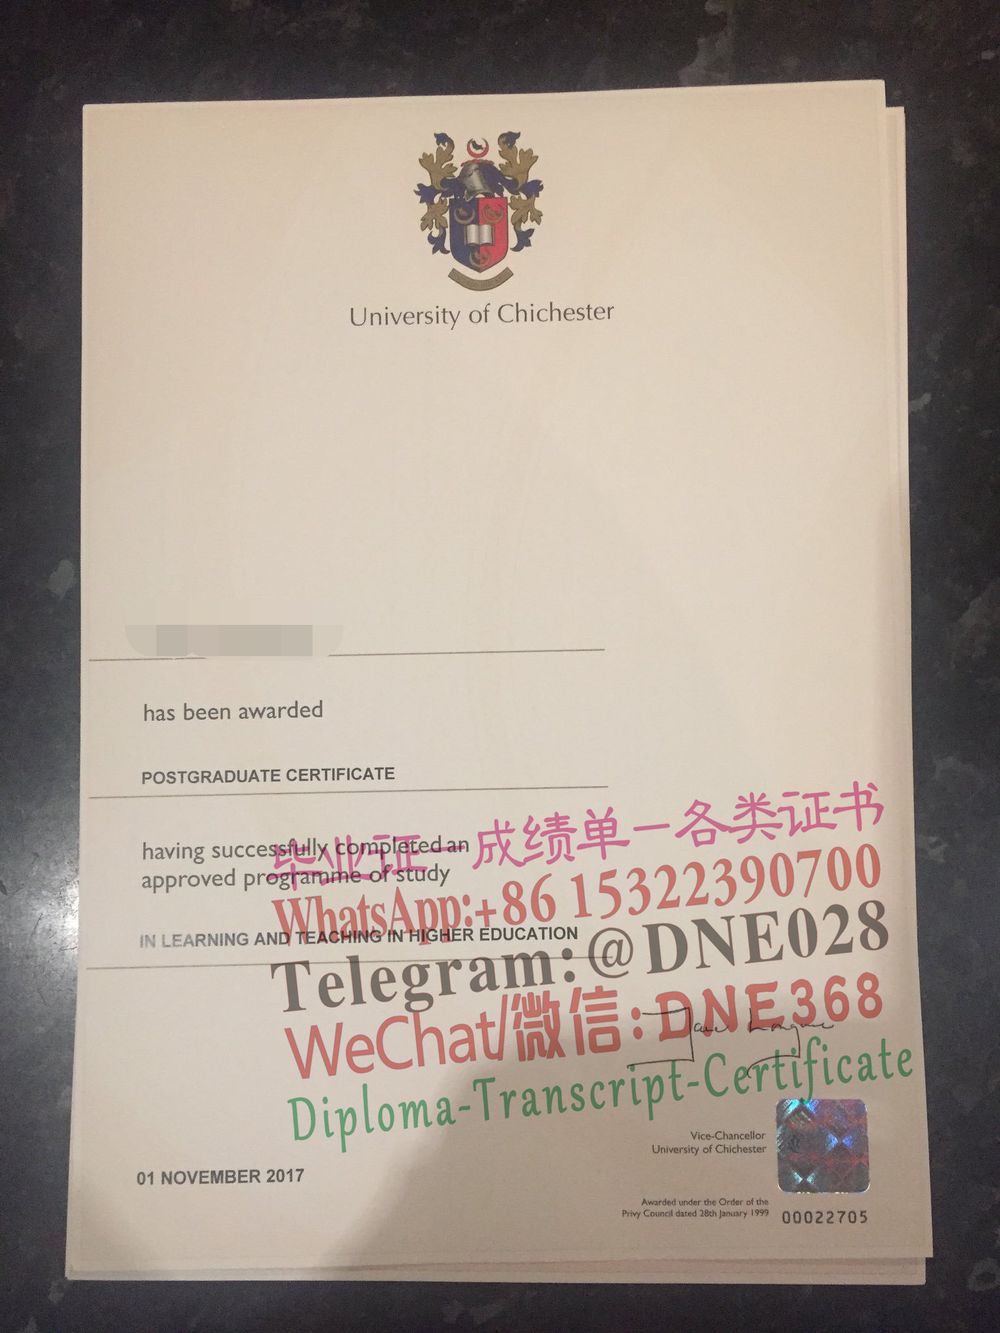 University of Chichester
has been awarded
POSTGRADUATE CERTIFICATE
having successfully completed an
approved programme of study
毕业证一成绩单一各类证书
WhatsApp:+86 15322390700
IN LEARNING AND TEACHING IN HIGHER EDUCATION
Telegram:@DNE028
WeChat/微信:DNE368
Diploma-Transcript-Certificate
Vice-Chancellor
University of Chichester
01 NOVEMBER 2017
Awarded under the Order of the
Privy Council dated 28th January 1999
00022705